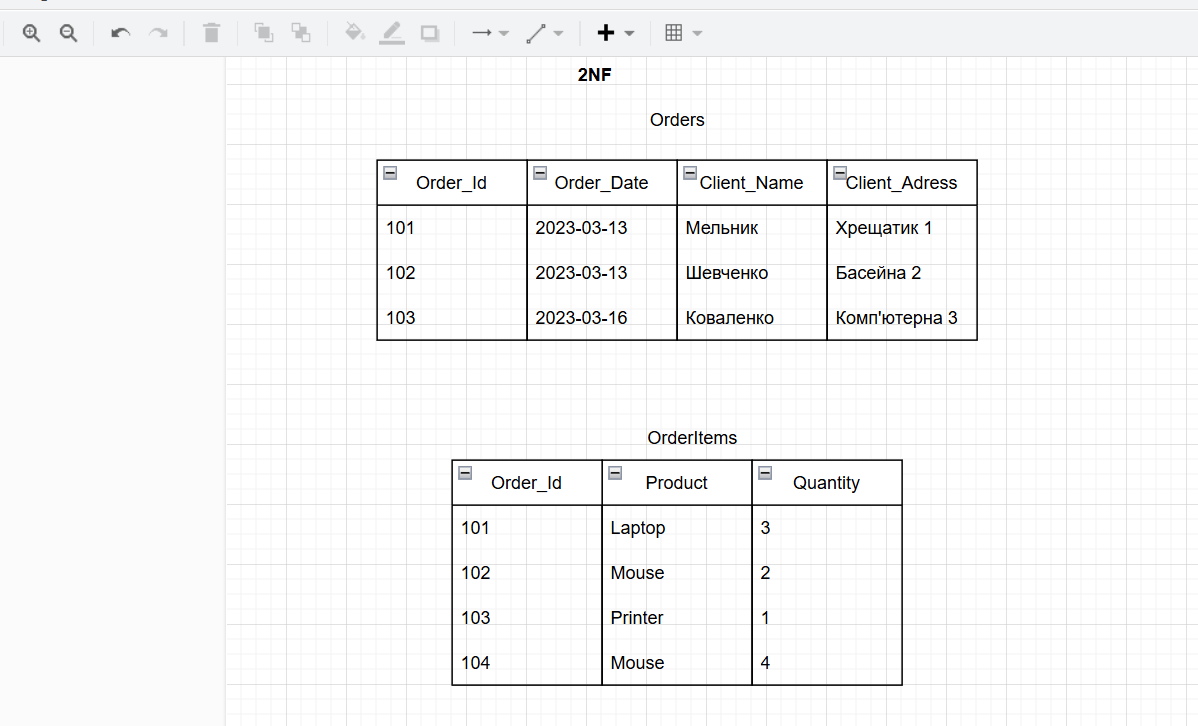 2NF
Orders
Order_Id Order_Date Client_Name Client_Adress
101 2023-03-13 Мельник Хрещатик 1
102 2023-03-13 Шевченко Басейна 2
103 2023-03-16 Коваленко Комп'ютерна 3
OrderItems
Order_Id Product Quantity
101 Laptop 3
102 Mouse 2
103 Printer 1
104 Mouse 4